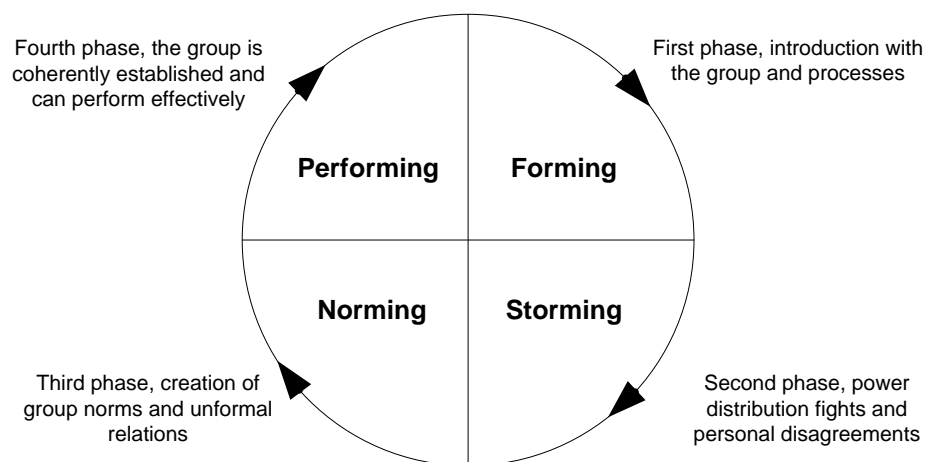 Fourth phase, the group is
coherently established and
can perform effectively
First phase, introduction with
the group and processes
Performing
Forming
Norming
Storming
Third phase, creation of
group norms and unformal
relations
Second phase, power
distribution fights and
personal disagreements